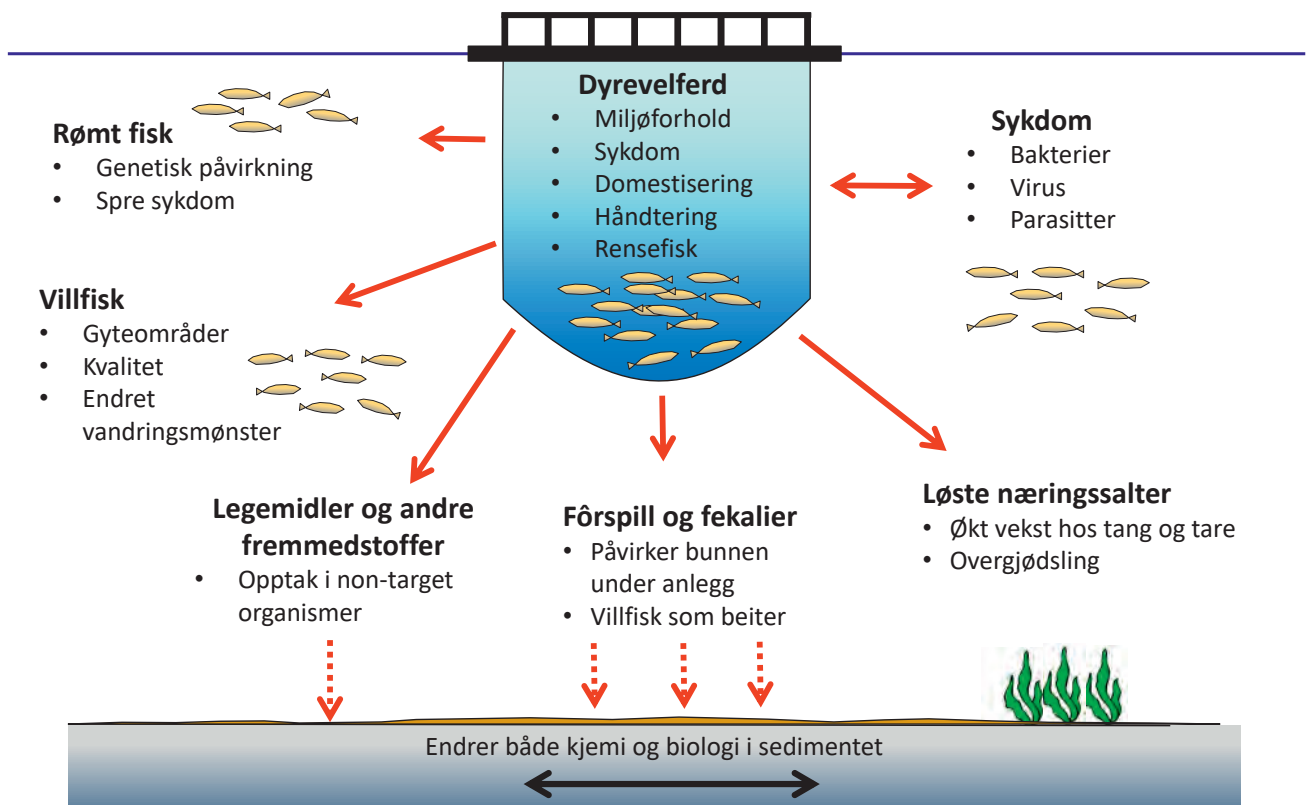 Dyrevelferd
• Miljøforhold
• Sykdom
• Domestisering
• Håndtering
• Rensefisk
Rømt fisk
• Genetisk påvirkning
• Spre sykdom
Sykdom
• Bakterier
• Virus
• Parasitter
Villfisk
• Gyteområder
• Kvalitet
• Endret
vandringsmønster
Legemidler og andre
fremmedstoffer
• Opptak i non-target
organismer
Fôrspill og fekalier
• Påvirker bunnen
under anlegg
• Villfisk som beiter
Løste næringssalter
• Økt vekst hos tang og tare
• Overgjødsling
Endrer både kjemi og biologi i sedimentet